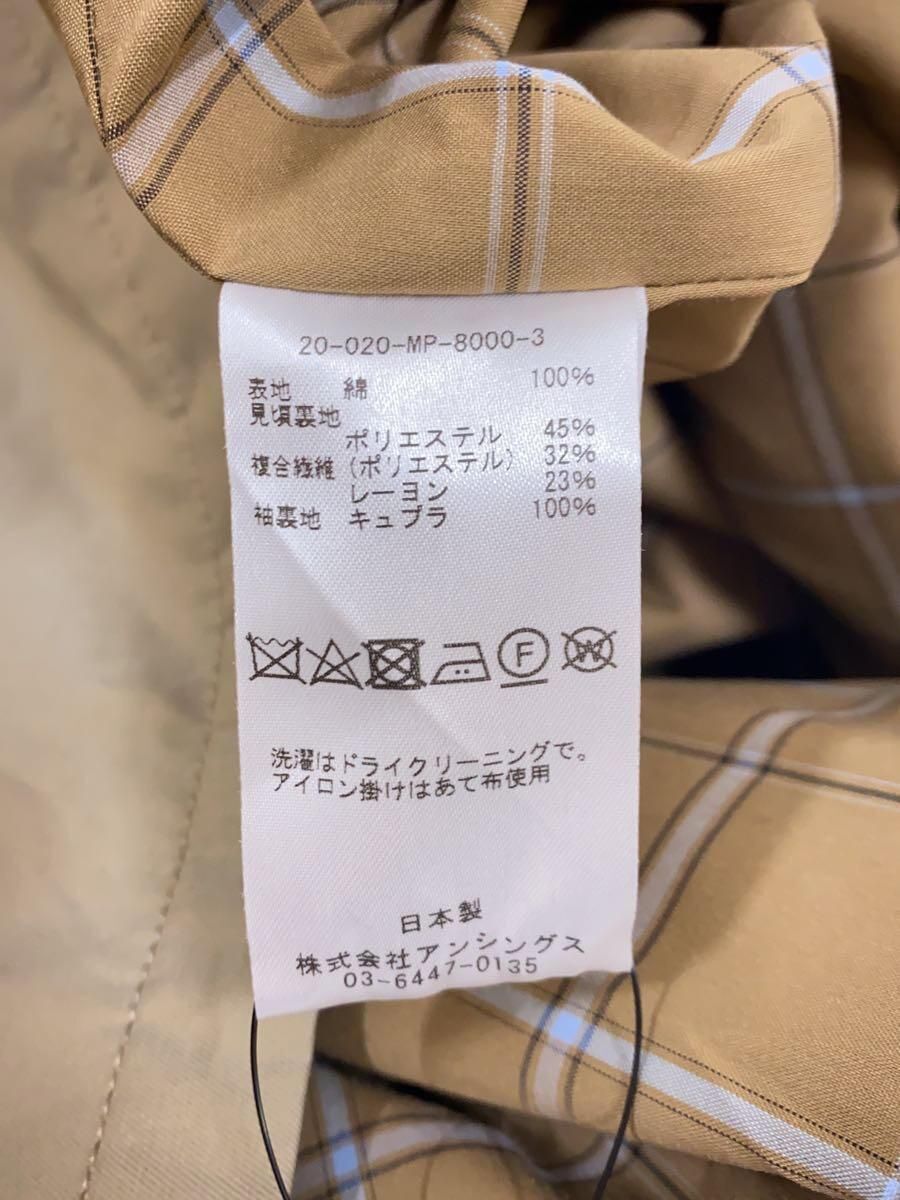 20-020-MP-8000-3
表地 綿 100%
見頃裏地
ポリエステル 45%
複合繊維 (ポリエステル) 32%
レーヨン 23%
袖裏地 キュプラ 100%
F W
洗濯はドライクリーニングで。
アイロン掛けはあて布使用
日本製
株式会社アンシングス
03-6447-0135